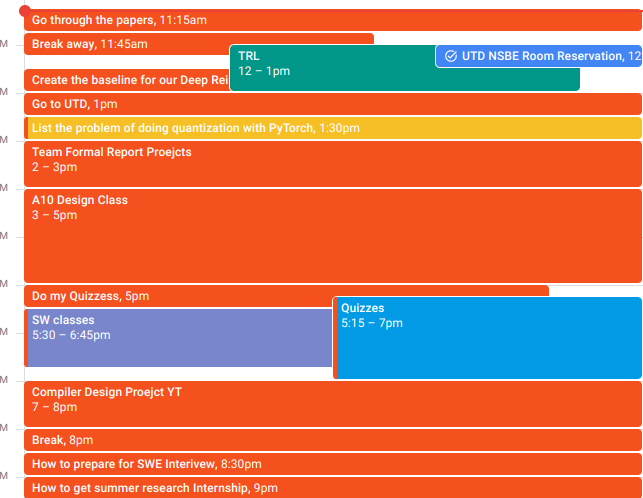 Go through the papers, 11:15am
M
Break away, 11:45am
TRL
12 – 1pm
UTD NSBE Room Reservation, 12
Create the baseline for our Deep Rei
M
Go to UTD, 1pm
List the problem of doing quantization with PyTorch, 1:30pm
M
Team Formal Report Proejcts
2 – 3pm
M
A10 Design Class
3 – 5pm
M
M
Do my Quizzess, 5pm
Quizzes
5:15 – 7pm
SW classes
5:30 – 6:45pm
M
M
Compiler Design Proejct YT
7 – 8pm
M
Break, 8pm
How to prepare for SWE Interivew, 8:30pm
M
How to get summer research Internship, 9pm